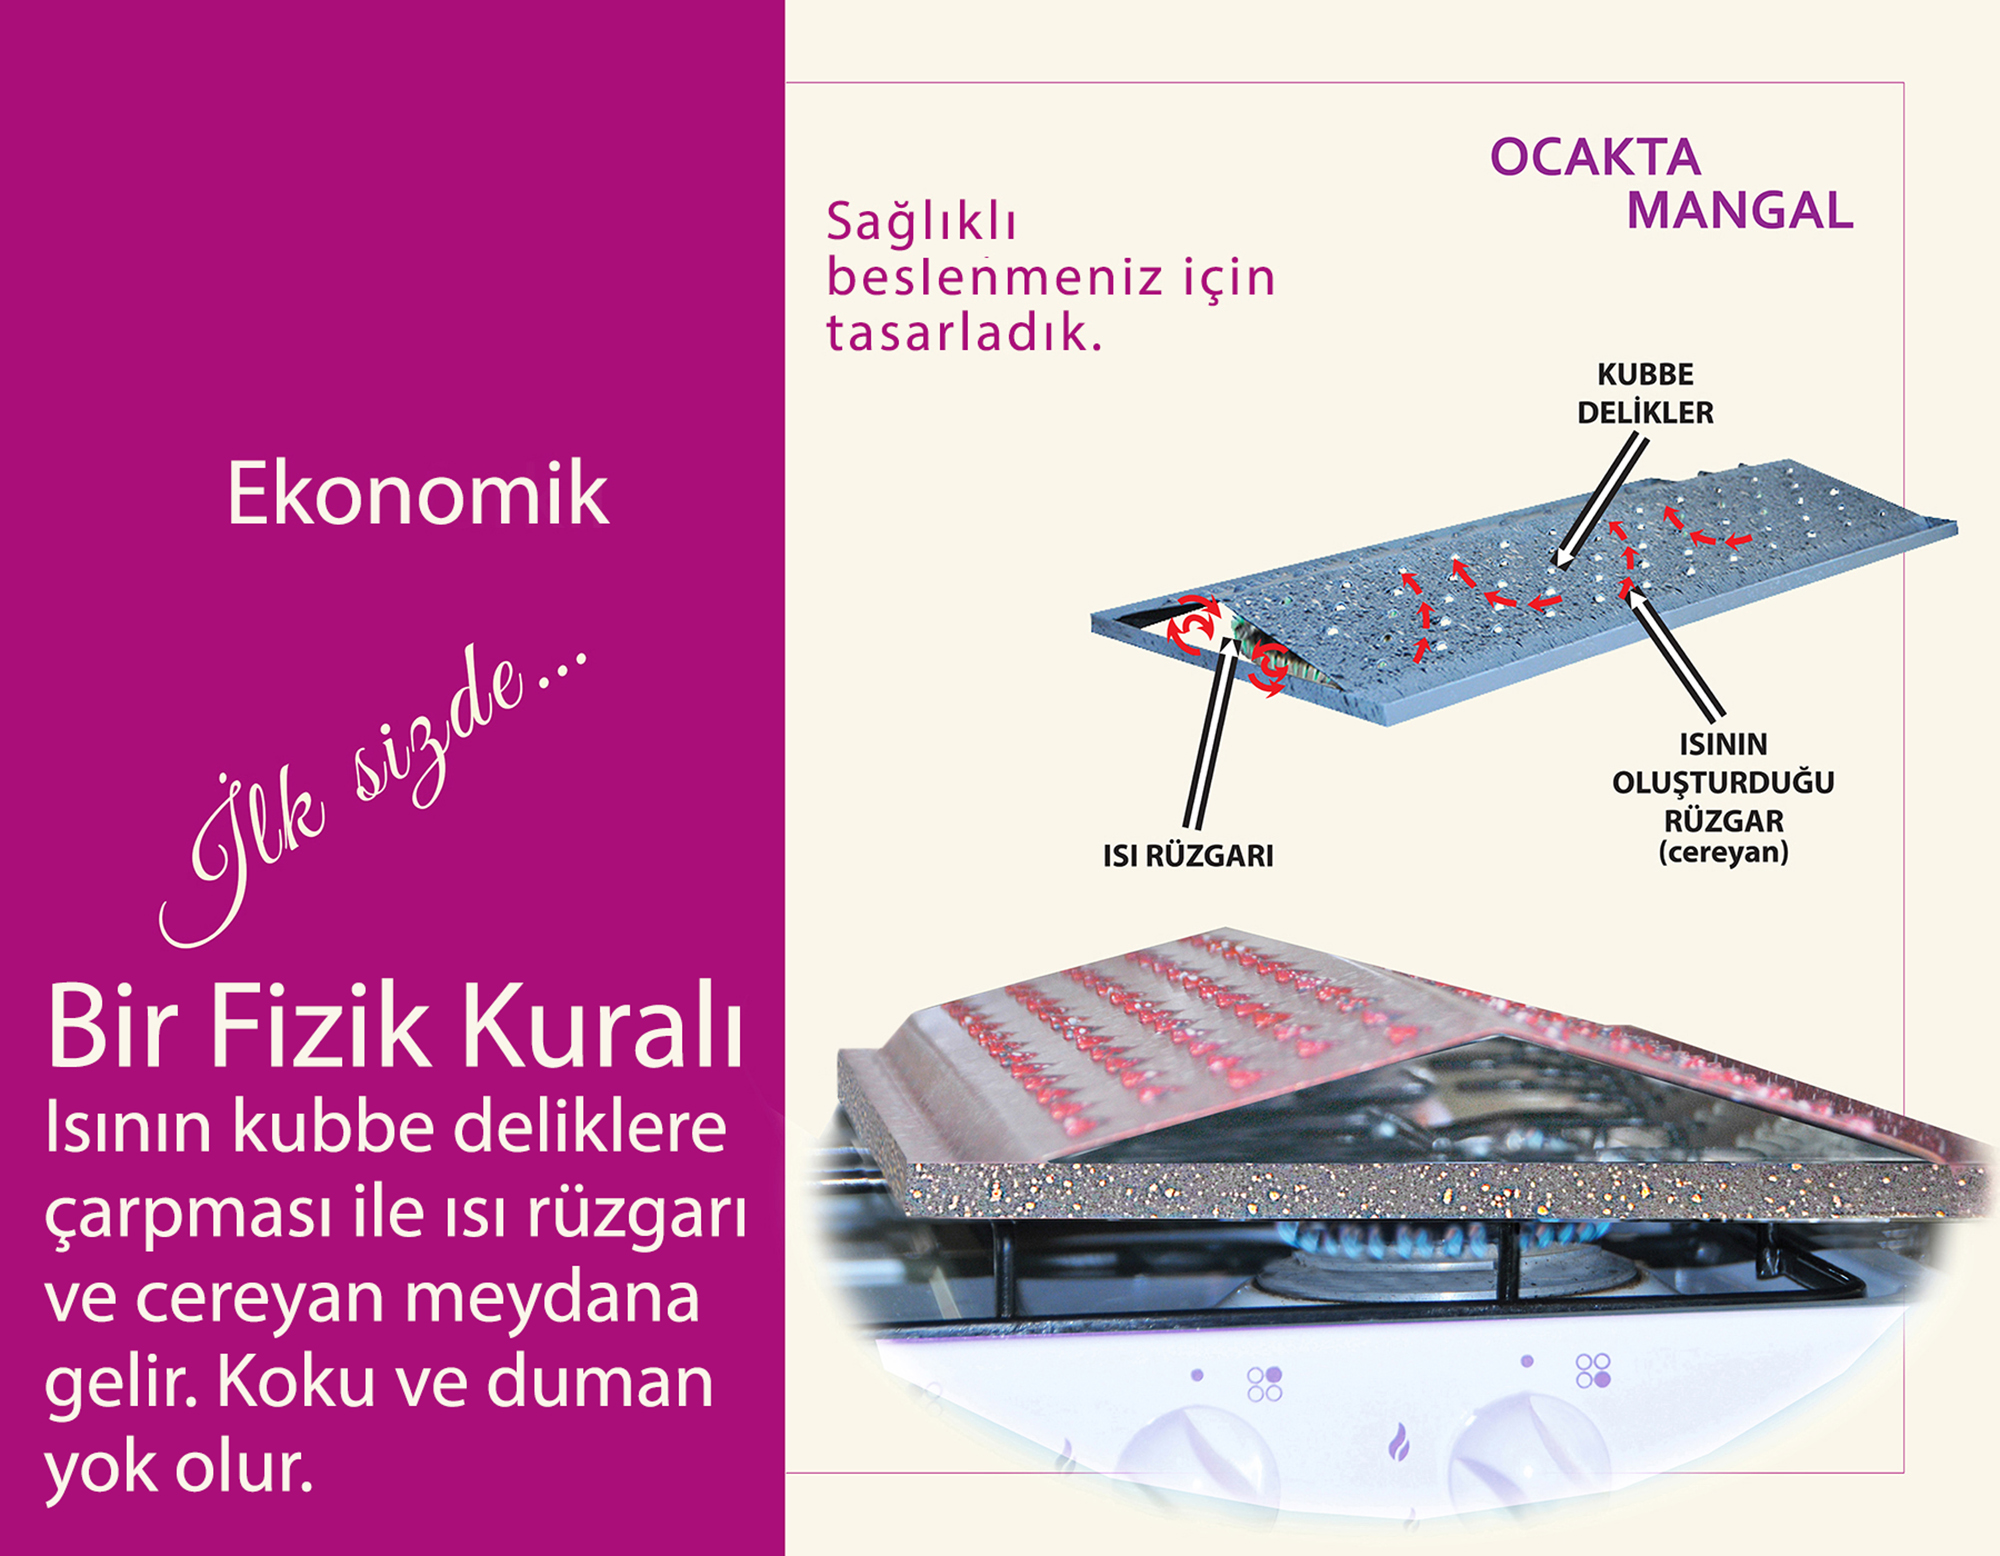 Ekonomik
İlk sizde...
Bir Fizik Kuralı
Isının kubbe deliklere
çarpması ile ısı rüzgarı
ve cereyan meydana
gelir. Koku ve duman
yok olur.
OCAKTA
MANGAL
Sağlıklı
beslenmeniz için
tasarladık.
KUBBE
DELİKLER
ISININ
OLUŞTURDUĞU
RÜZGAR
(cereyan)
ISI RÜZGARI